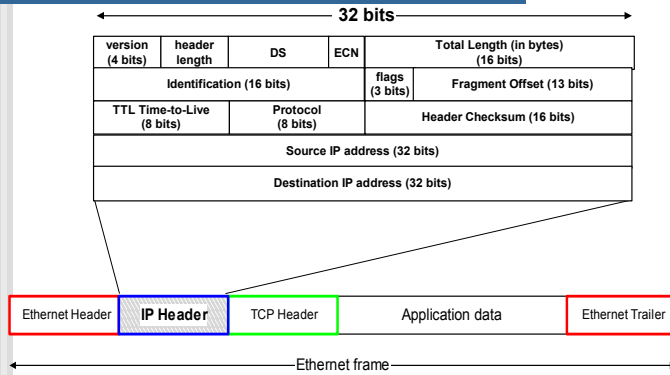 32 bits
version
(4 bits)
header
length
DS
ECN
Total Length (in bytes)
(16 bits)
Identification (16 bits)
flags
(3 bits)
Fragment Offset (13 bits)
TTL Time-to-Live
(8 bits)
Protocol
(8 bits)
Header Checksum (16 bits)
Source IP address (32 bits)
Destination IP address (32 bits)
Ethernet Header
IP Header
TCP Header
Application data
Ethernet Trailer
Ethernet frame